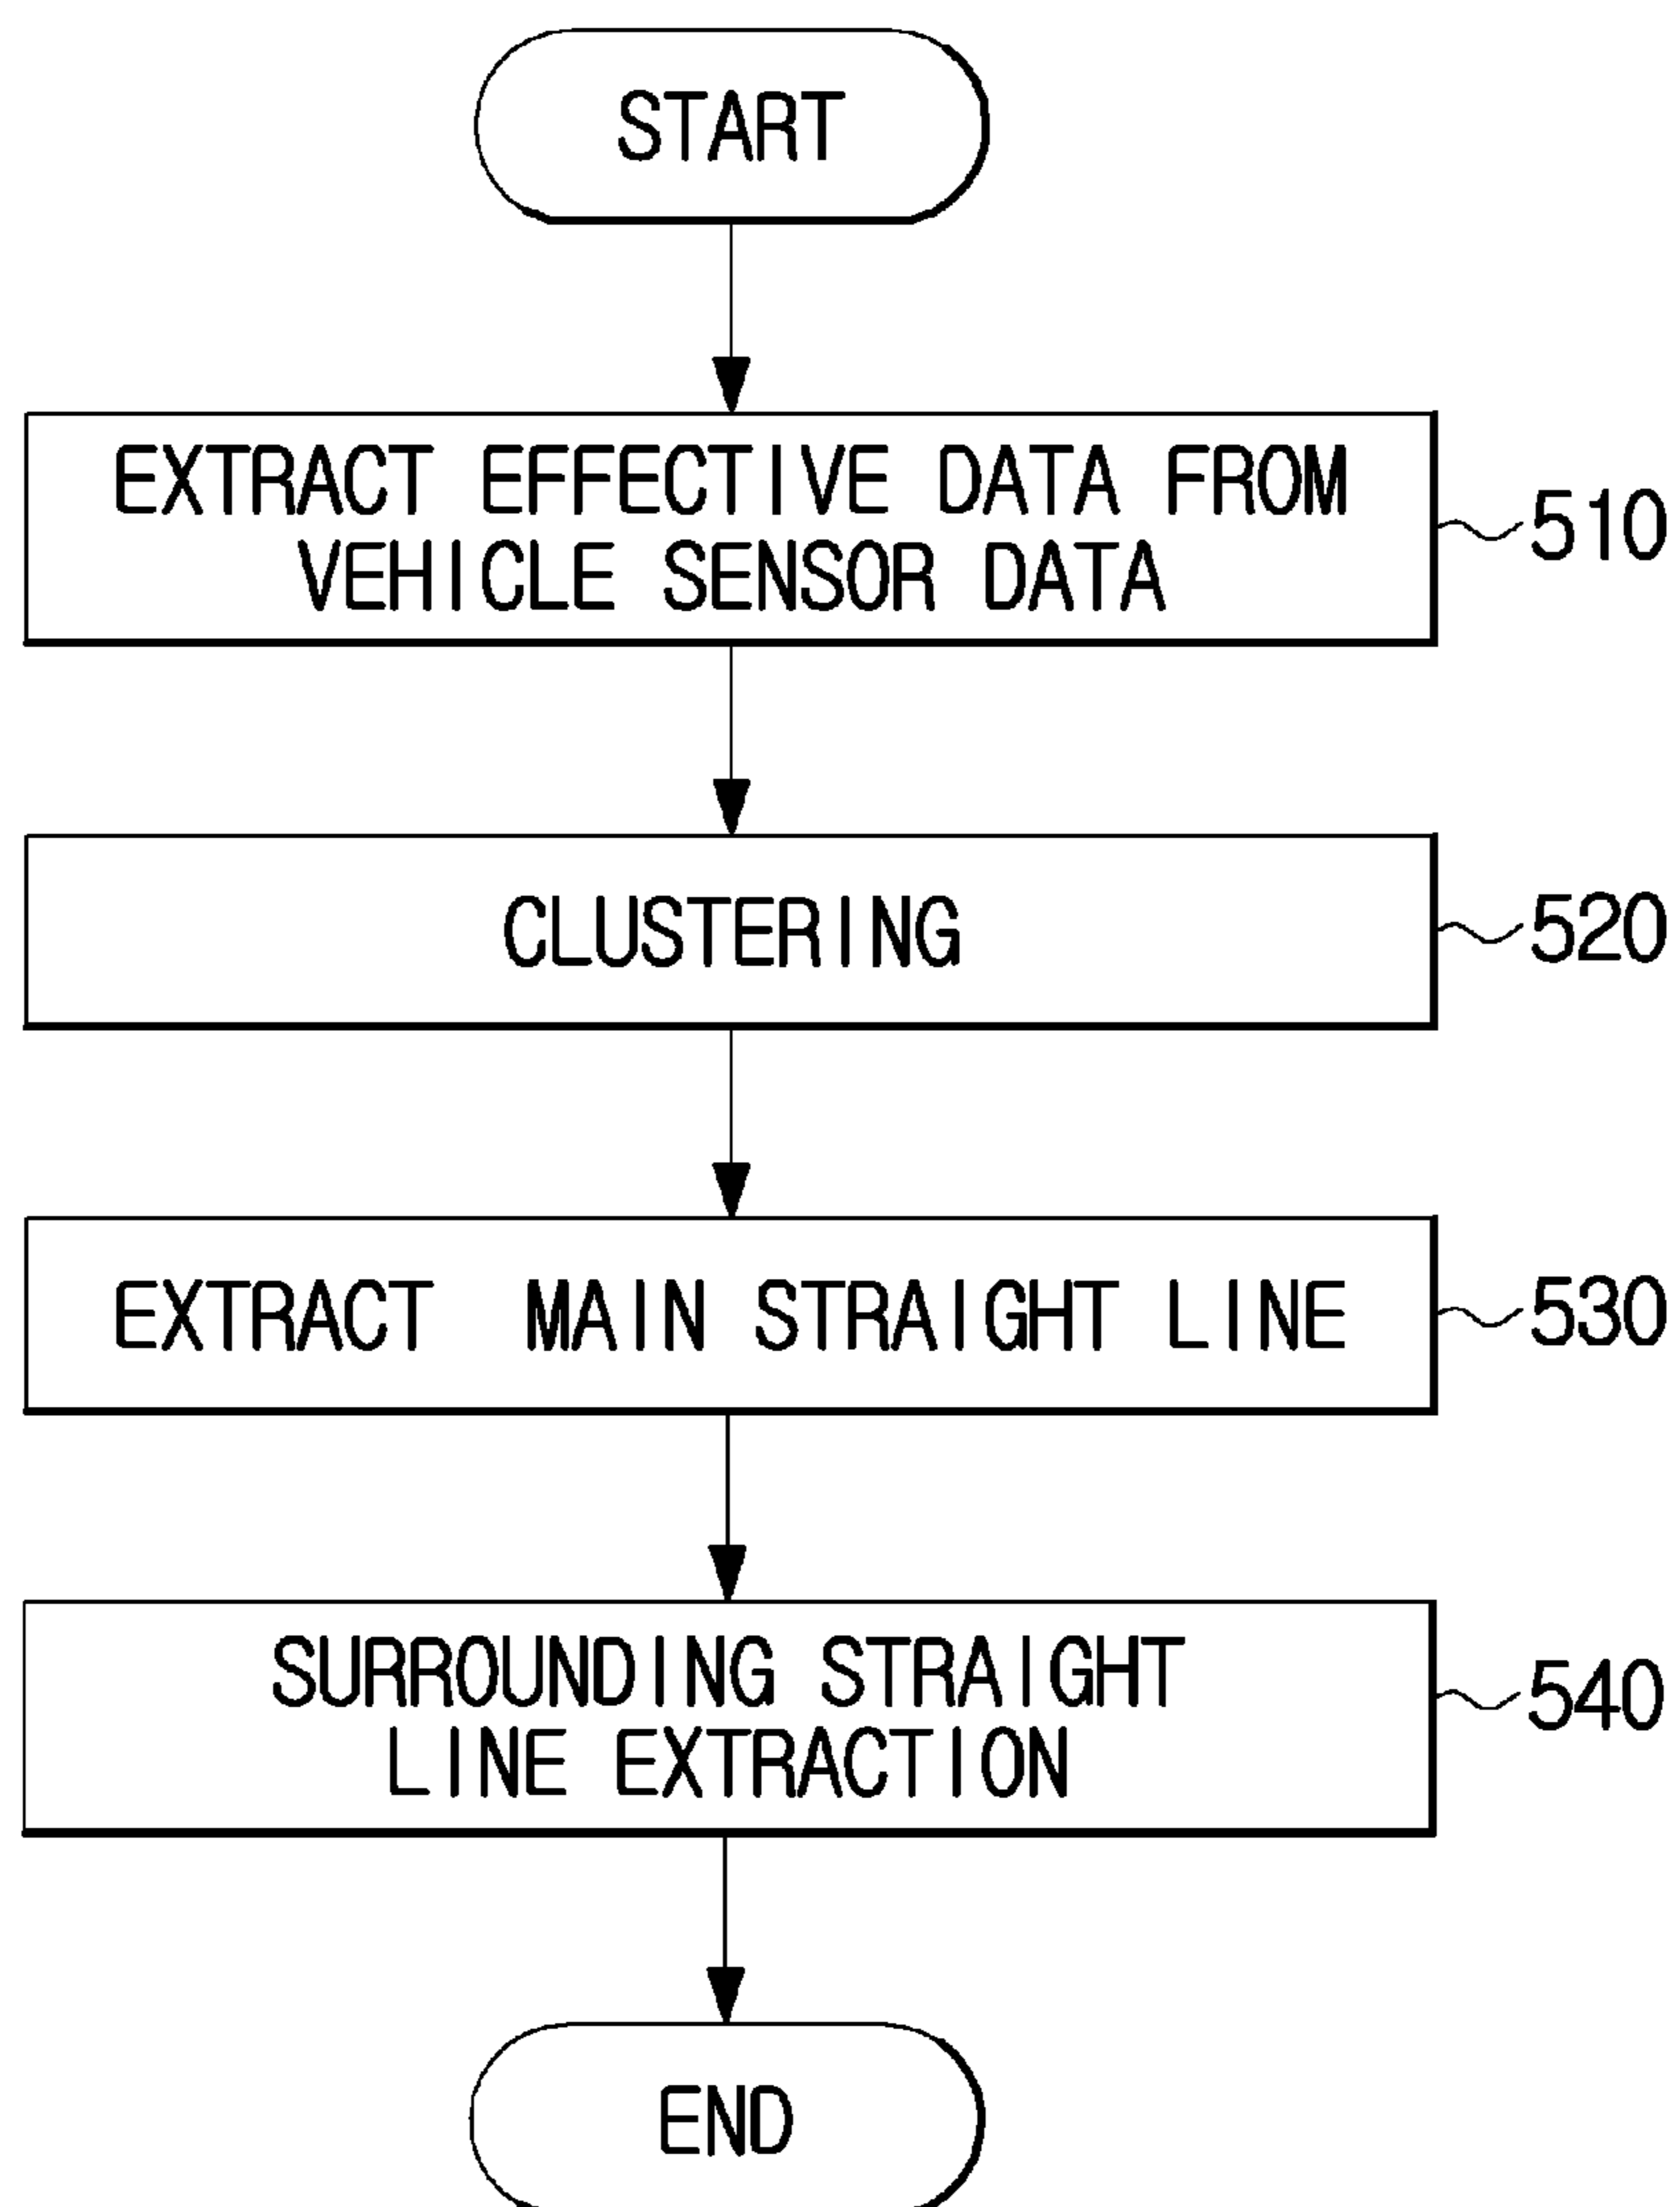 START
EXTRACT EFFECTIVE DATA FROM
VEHICLE SENSOR DATA
510
CLUSTERING
520
EXTRACT MAIN STRAIGHT LINE
530
SURROUNDING STRAIGHT
LINE EXTRACTION
540
END